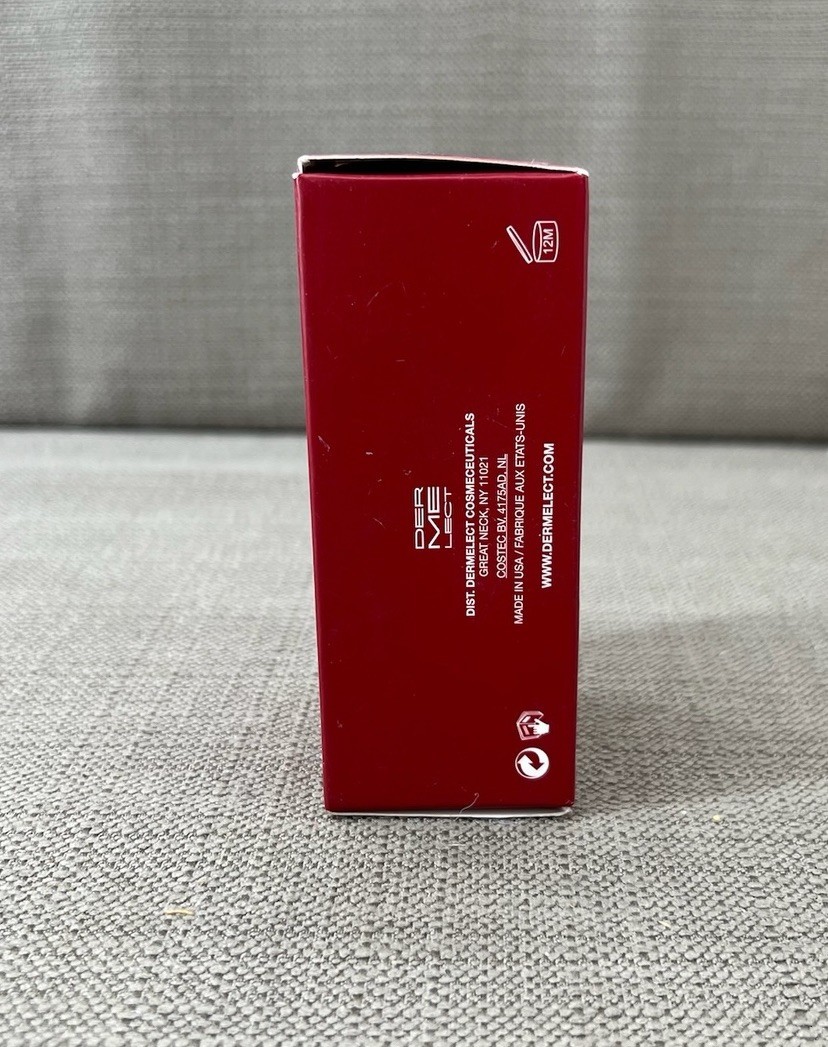 12M
DER
ME
LECT
DIST. DERMELECT COSMECEUTICALS
GREAT NECK, NY 11021
COSTEC BV. 4175AD, NL
MADE IN USA / FABRIQUE AUX ETATS-UNIS
WWW.DERMELECT.COM